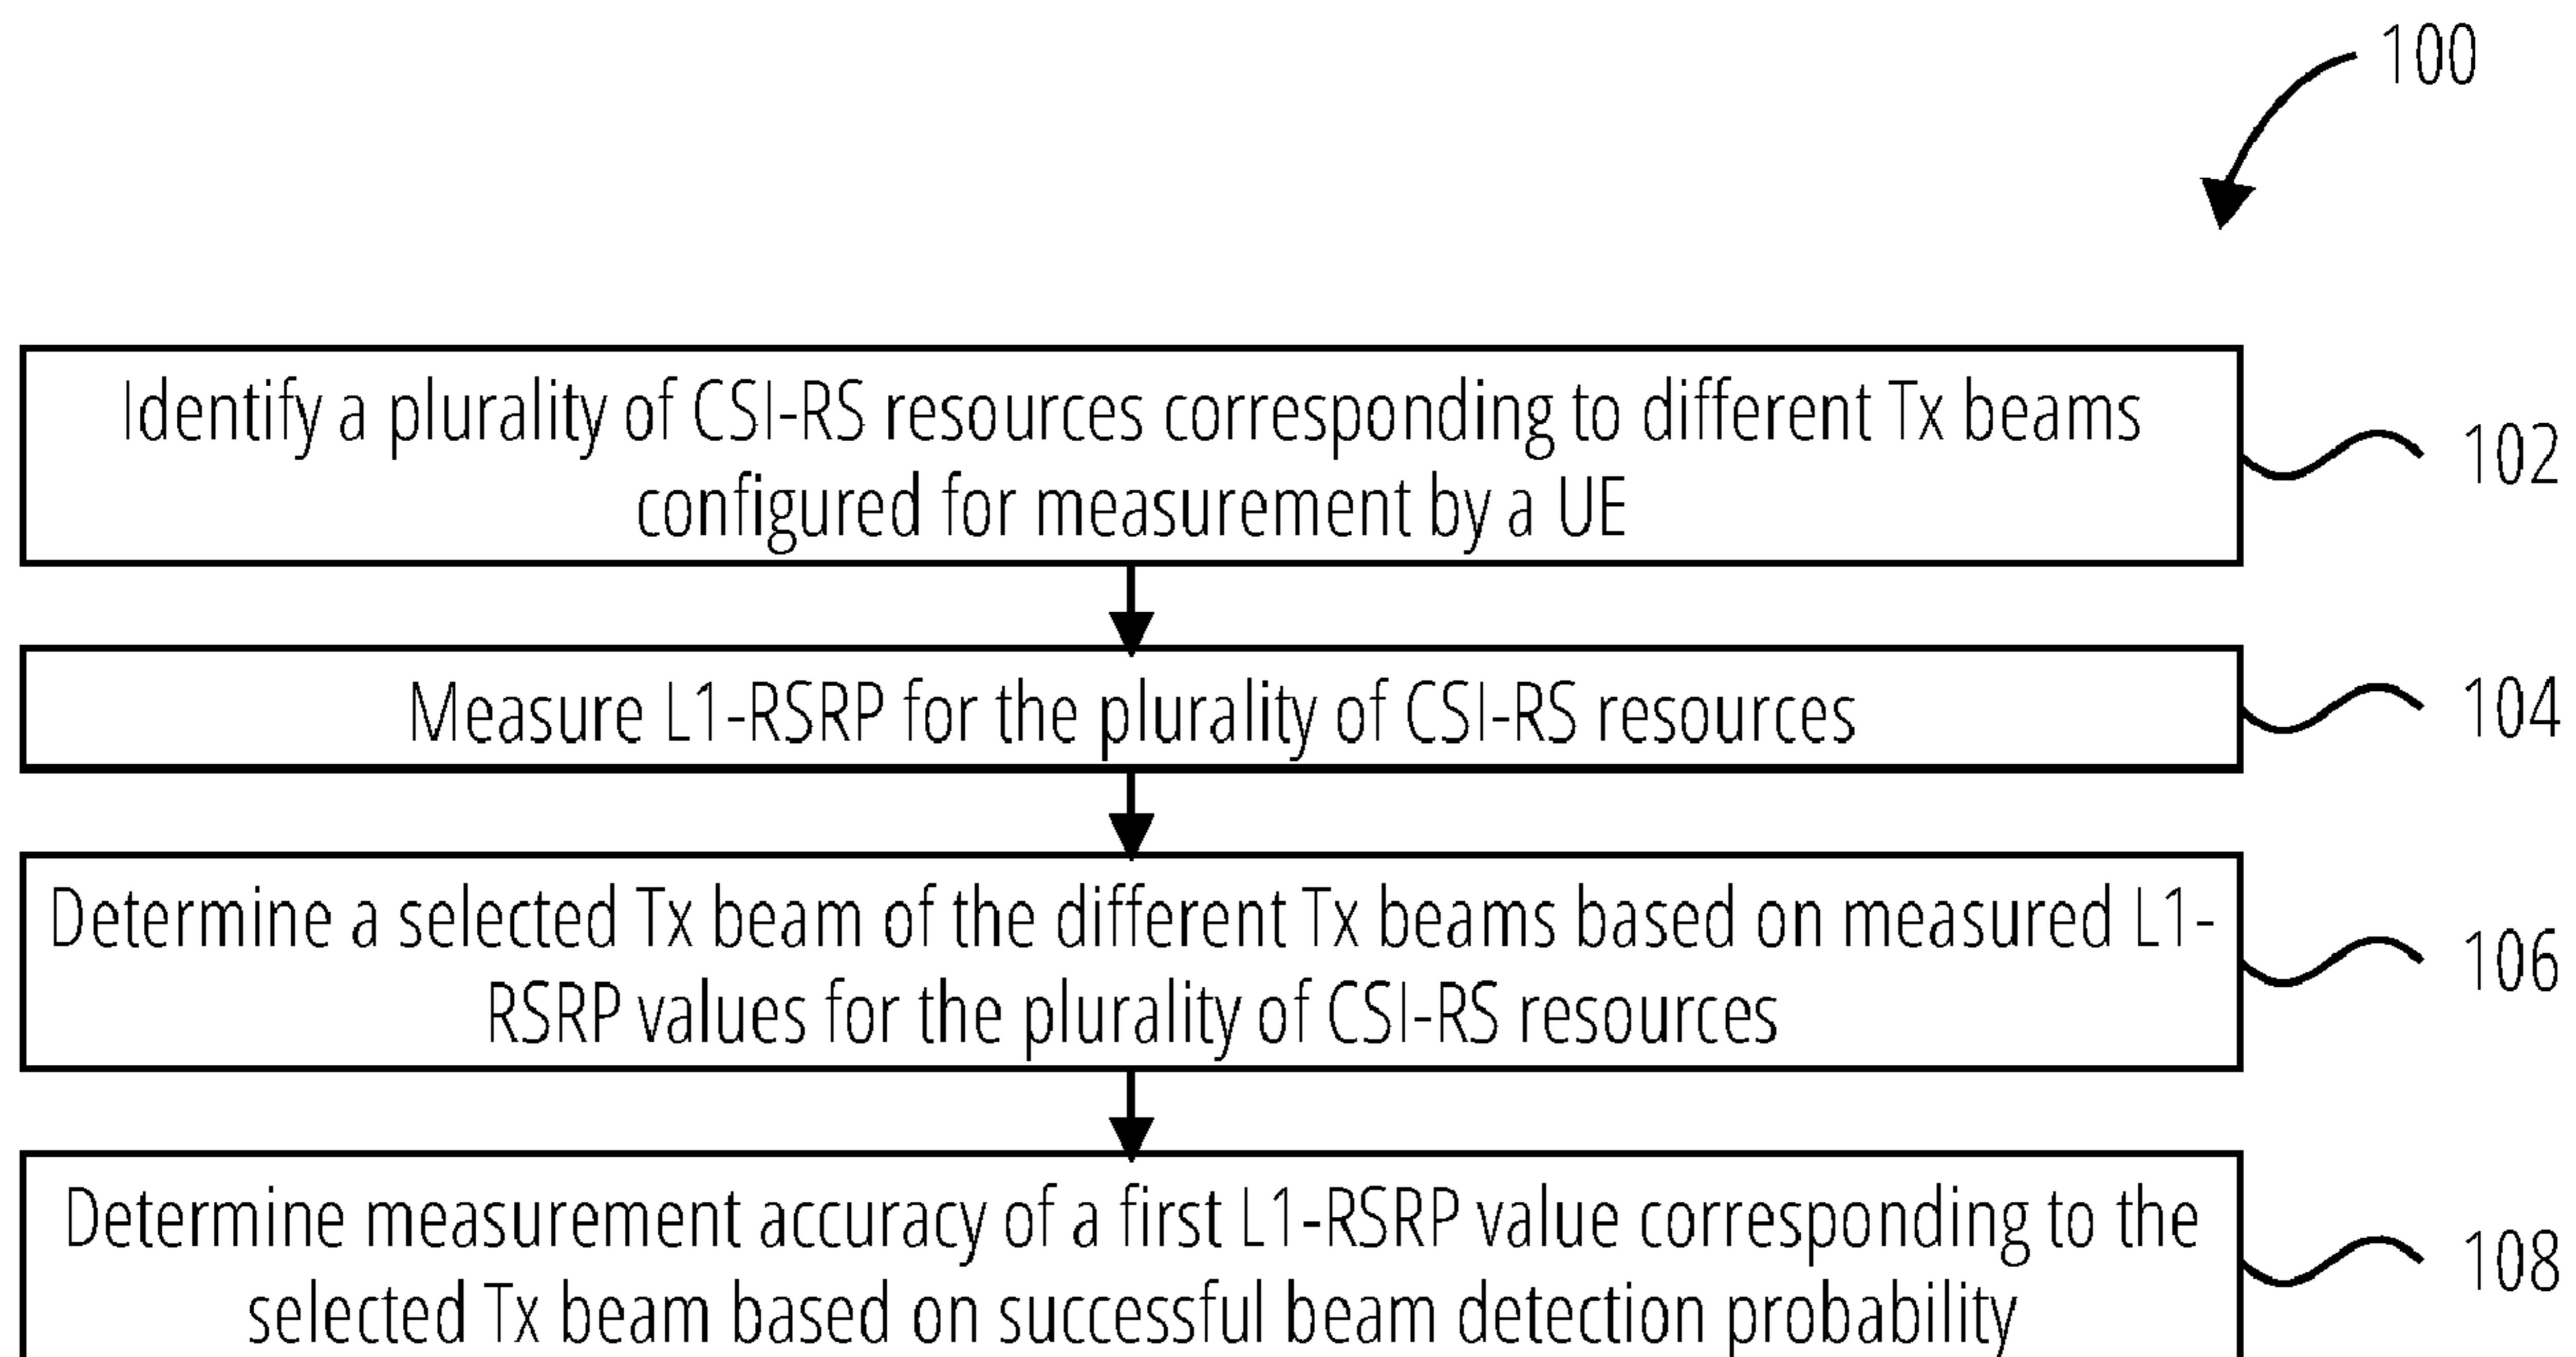 100
Identify a plurality of CSI-RS resources corresponding to different Tx beams
configured for measurement by a UE
102
Measure L1-RSRP for the plurality of CSI-RS resources
104
Determine a selected Tx beam of the different Tx beams based on measured L1-
RSRP values for the plurality of CSI-RS resources
106
Determine measurement accuracy of a first L1-RSRP value corresponding to the
selected Tx beam based on successful beam detection probability
108